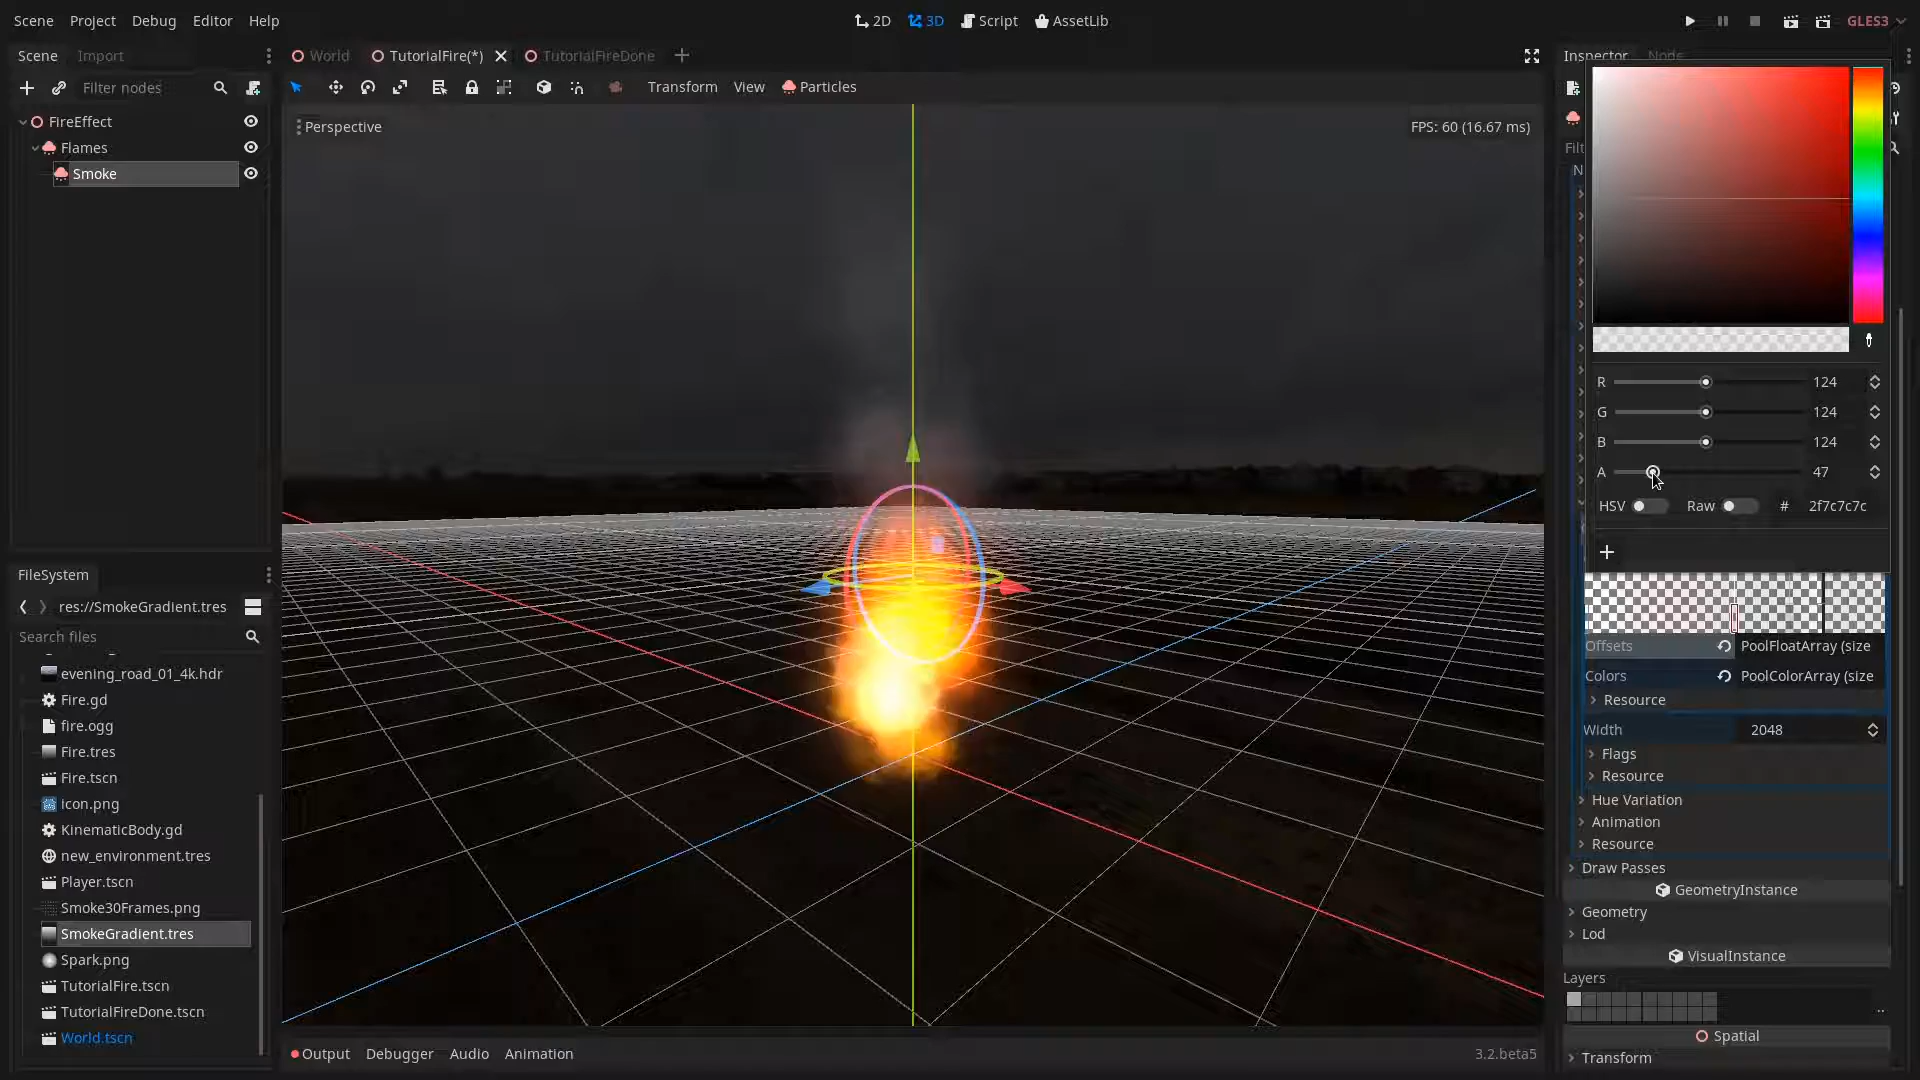 Scene Project Debug Editor Help
2D 3D Script AssetLib
GLES3
Scene Import
World TutorialFire(*) TutorialFireDone
Inspector Node
Filter nodes
Transform View Particles
FireEffect
Flames
Smoke
Perspective
FPS: 60 (16.67 ms)
Filt
N
R 124
G 124
B 124
A 47
HSV Raw # 2f7c7c7c
Offsets PoolFloatArray (size
Colors PoolColorArray (size
Resource
Width 2048
Flags
Resource
Hue Variation
Animation
Resource
Draw Passes
GeometryInstance
Geometry
Lod
VisualInstance
Layers
..
Spatial
Transform
FileSystem
res://SmokeGradient.tres
Search files
evening_road_01_4k.hdr
Fire.gd
fire.ogg
Fire.tres
Fire.tscn
icon.png
KinematicBody.gd
new_environment.tres
Player.tscn
Smoke30Frames.png
SmokeGradient.tres
Spark.png
TutorialFire.tscn
TutorialFireDone.tscn
World.tscn
Output Debugger Audio Animation
3.2.beta5